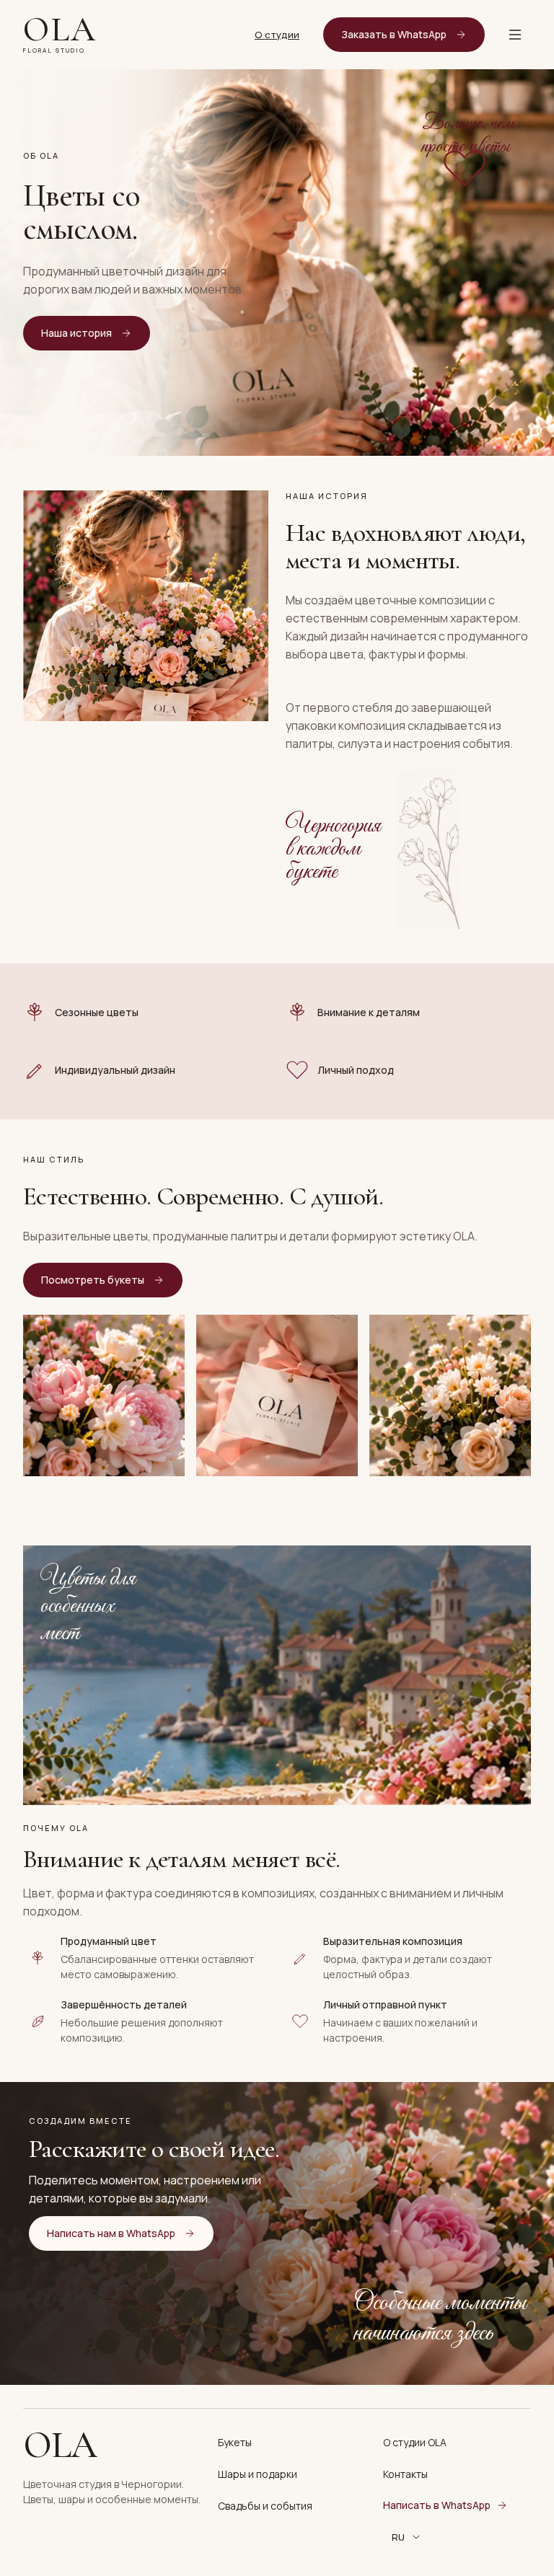 OLA
FLORAL STUDIO
О студии
Заказать в WhatsApp
Больше, чем
просто цветы
ОБ OLA
Цветы со
смыслом.
Продуманный цветочный дизайн для
дорогих вам людей и важных моментов.
Наша история
OLA
FLORAL STUDIO
НАША ИСТОРИЯ
Нас вдохновляют люди,
места и моменты.
Мы создаём цветочные композиции с
естественным современным характером.
Каждый дизайн начинается с продуманного
выбора цвета, фактуры и формы.
OLA
От первого стебля до завершающей
упаковки композиция складывается из
палитры, силуэта и настроения события.
Черногория
в каждом
букете
Сезонные цветы
Внимание к деталям
Индивидуальный дизайн
Личный подход
НАШ СТИЛЬ
Естественно. Современно. С душой.
Выразительные цветы, продуманные палитры и детали формируют эстетику OLA.
Посмотреть букеты
OLA
FLORAL STUDIO
Цветы для
особенных
мест
ПОЧЕМУ OLA
Внимание к деталям меняет всё.
Цвет, форма и фактура соединяются в композициях, созданных с вниманием и личным
подходом.
Продуманный цвет
Сбалансированные оттенки оставляют
место самовыражению.
Выразительная композиция
Форма, фактура и детали создают
целостный образ.
Завершённость деталей
Небольшие решения дополняют
композицию.
Личный отправной пункт
Начинаем с ваших пожеланий и
настроения.
СОЗДАДИМ ВМЕСТЕ
Расскажите о своей идее.
Поделитесь моментом, настроением или
деталями, которые вы задумали.
Написать нам в WhatsApp
Особенные моменты
начинаются здесь
OLA
Цветочная студия в Черногории.
Цветы, шары и особенные моменты.
Букеты
Шары и подарки
Свадьбы и события
О студии OLA
Контакты
Написать в WhatsApp
RU